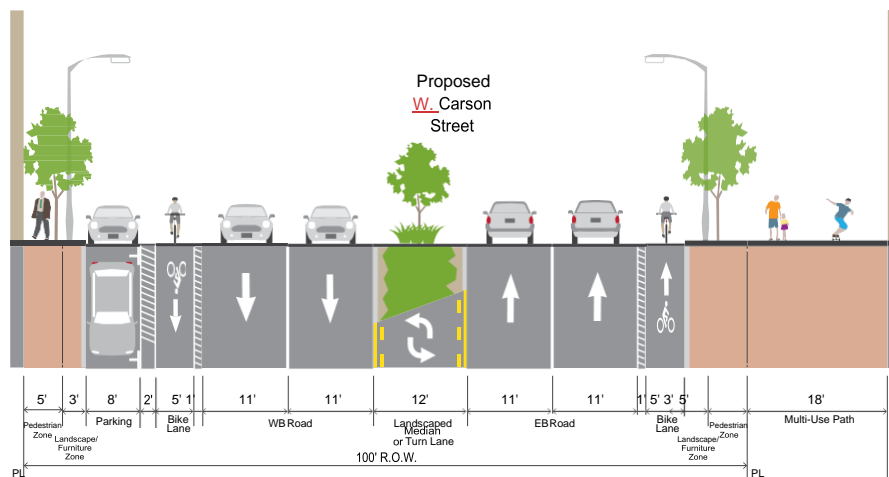 Proposed
W. Carson
Street
5' 3' 8' 2' 5' 1' 11' 11' 12' 11' 11' 1' 5' 3' 5' 18'
Pedestrian
Zone
Landscape/
Furniture
Zone
Parking
Bike
Lane
WB Road
Landscaped
Median
or Turn Lane
EB Road
Bike
Lane
Landscape/
Furniture
Zone
Pedestrian
Zone
Multi-Use Path
100' R.O.W.
PL
PL